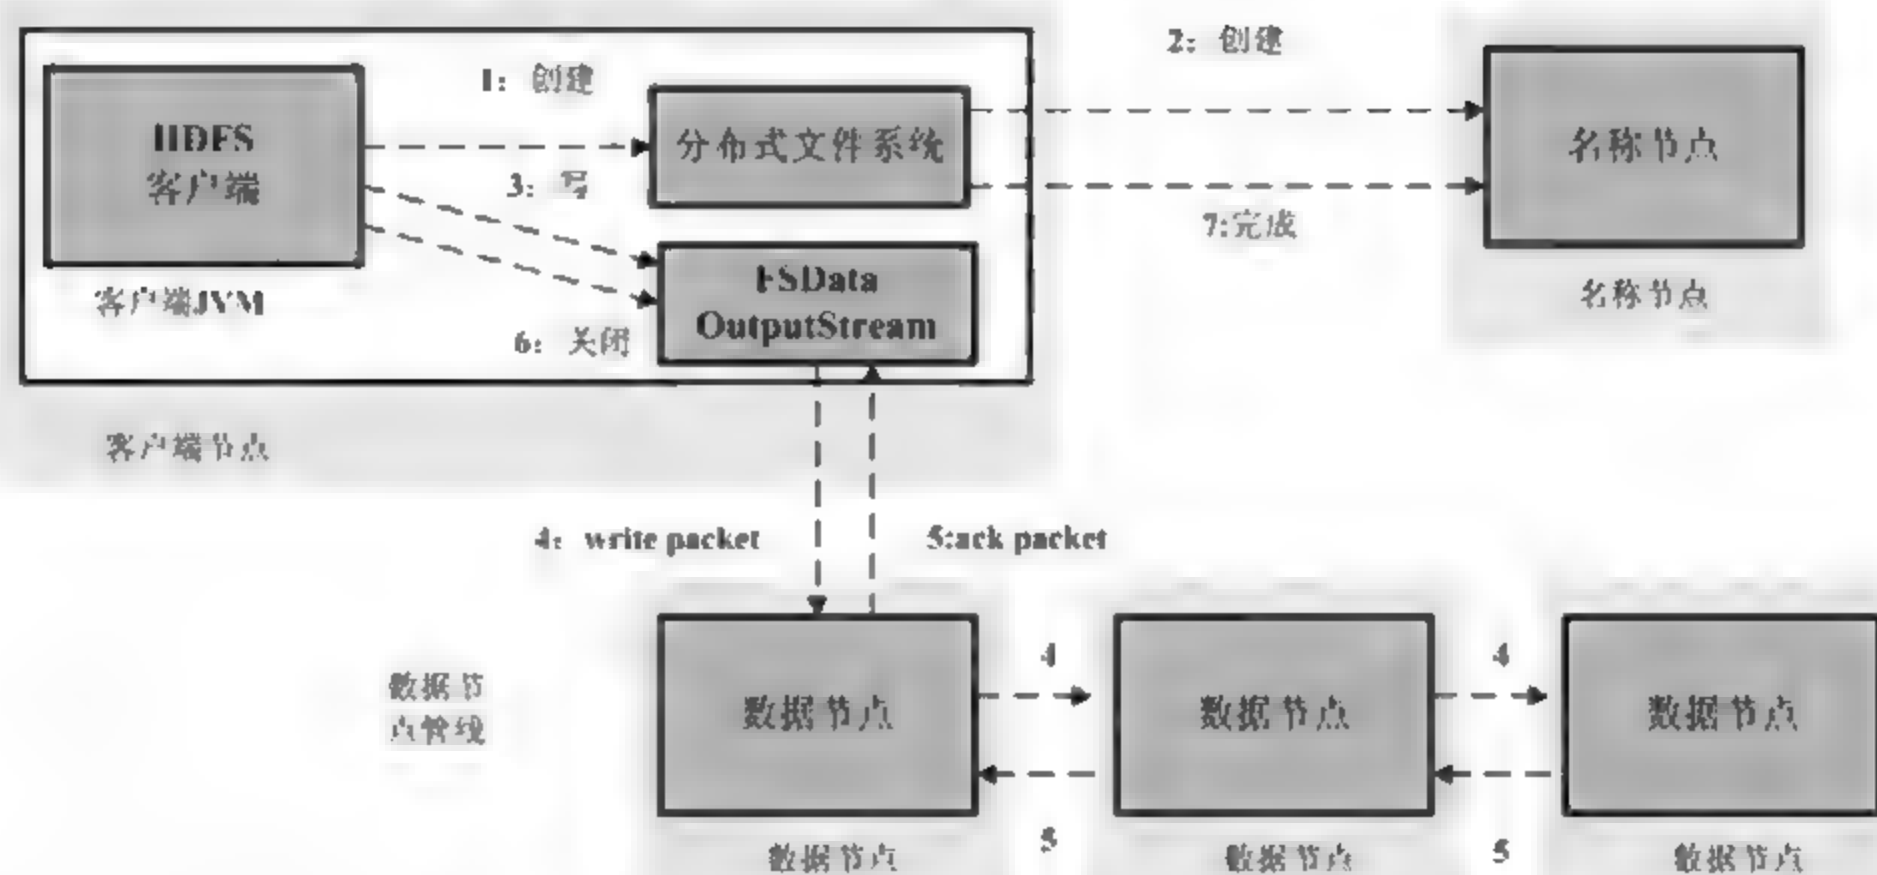 1：创建
2：创建
HDFS
客户端
分布式文件系统
名称节点
3：写
7:完成
客户端JVM
FSData
OutputStream
名称节点
6：关闭
客户端节点
4：write packet
5:ack packet
4
4
数据节
点管线
数据节点
数据节点
数据节点
5
5
数据节点
数据节点
数据节点